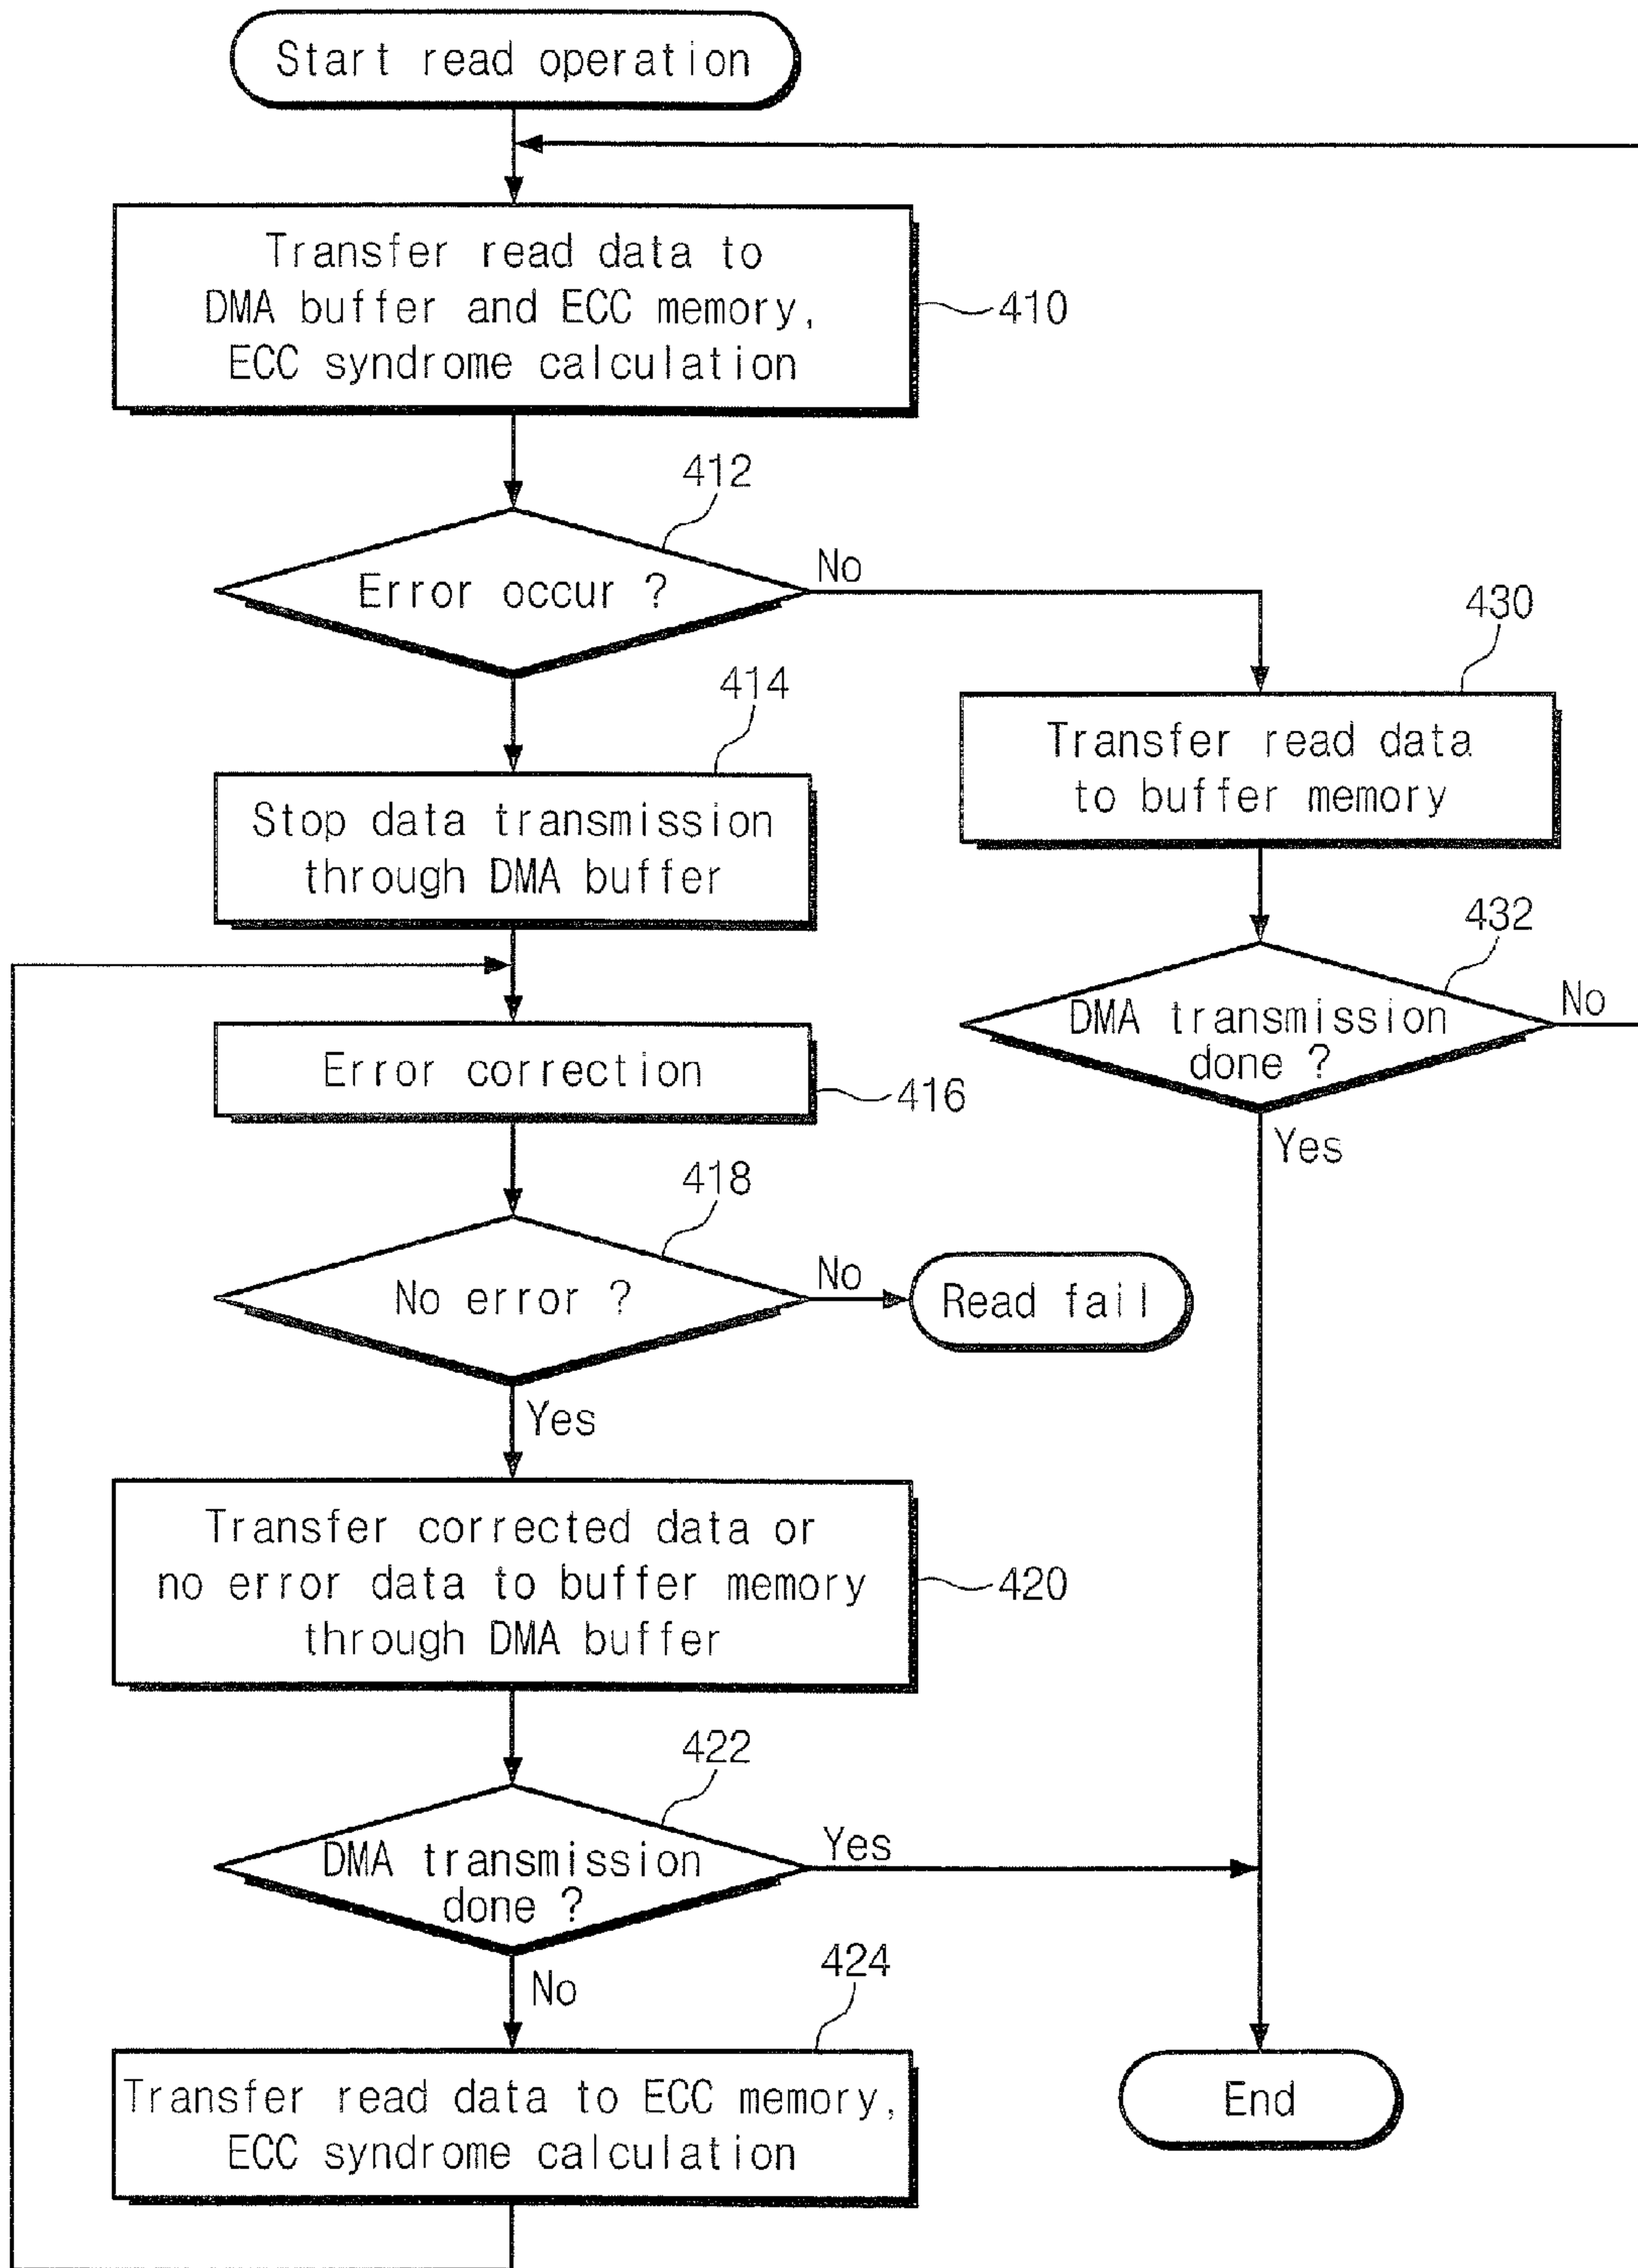 Start read operation
Transfer read data to
DMA buffer and ECC memory,
ECC syndrome calculation
410
412
Error occur ?
No
414
Stop data transmission
through DMA buffer
430
Transfer read data
to buffer memory
432
DMA transmission
done ?
No
Yes
Error correction
416
418
No error ?
No
Read fail
Yes
Transfer corrected data or
no error data to buffer memory
through DMA buffer
420
422
DMA transmission
done ?
Yes
No
424
Transfer read data to ECC memory,
ECC syndrome calculation
End